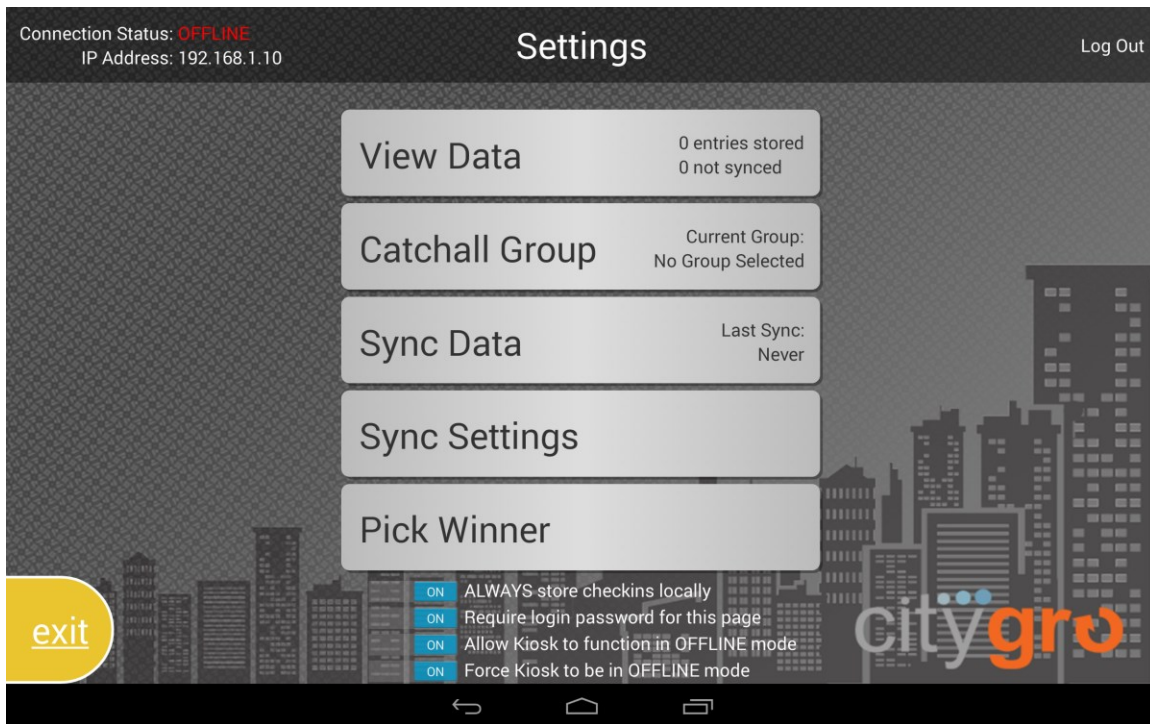 Connection Status: OFFLINE
IP Address: 192.168.1.10
Settings
Log Out
View Data
0 entries stored
0 not synced
Catchall Group
Current Group:
No Group Selected
Sync Data
Last Sync:
Never
Sync Settings
Pick Winner
ON ALWAYS store checkins locally
ON Require login password for this page
ON Allow Kiosk to function in OFFLINE mode
ON Force Kiosk to be in OFFLINE mode
exit
citygro